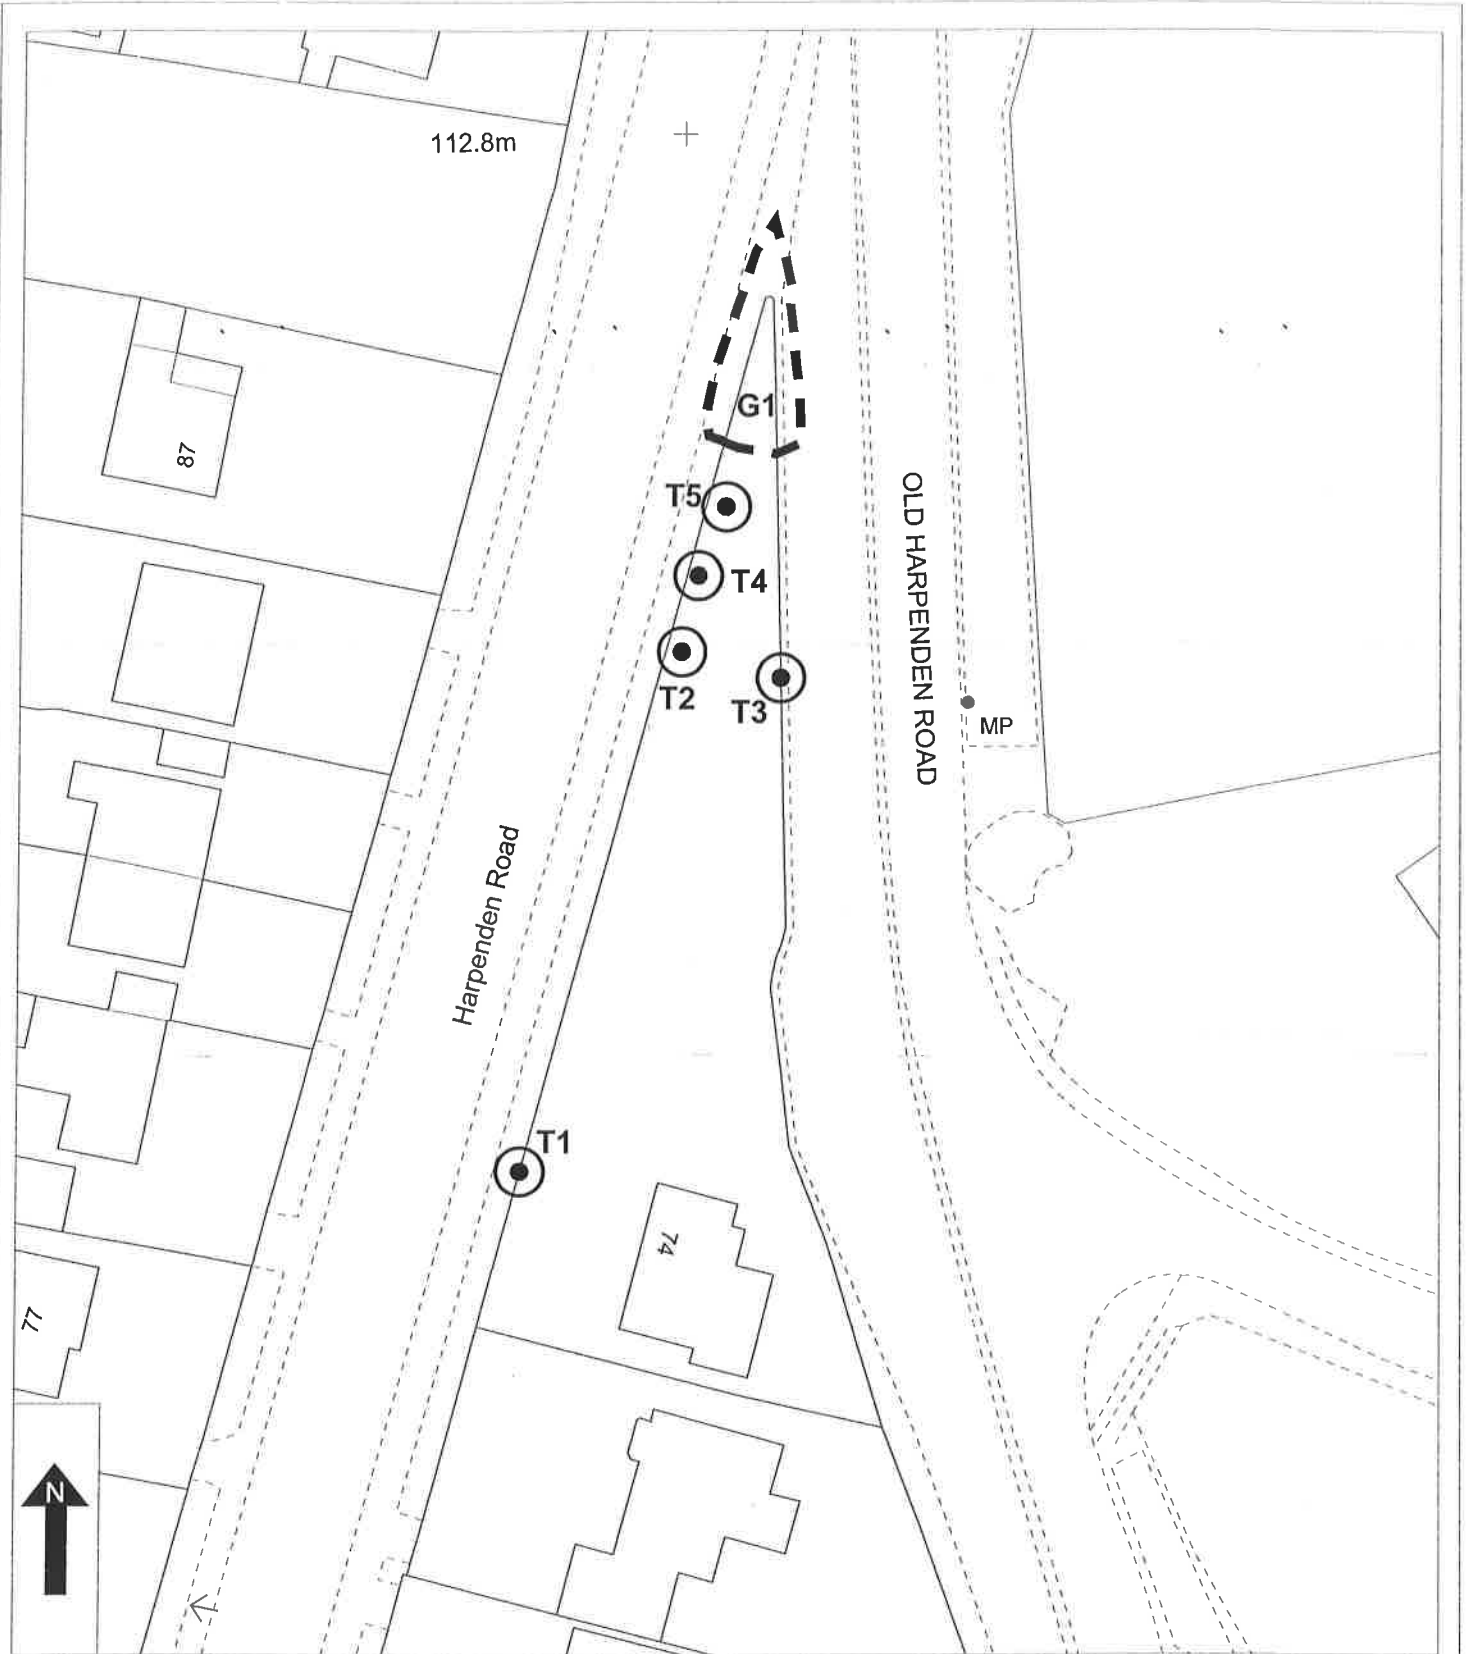 112.8m
G1
87
T5
T4
OLD HARPENDEN ROAD
T2
T3
MP
Harpenden Road
T1
74
77
N